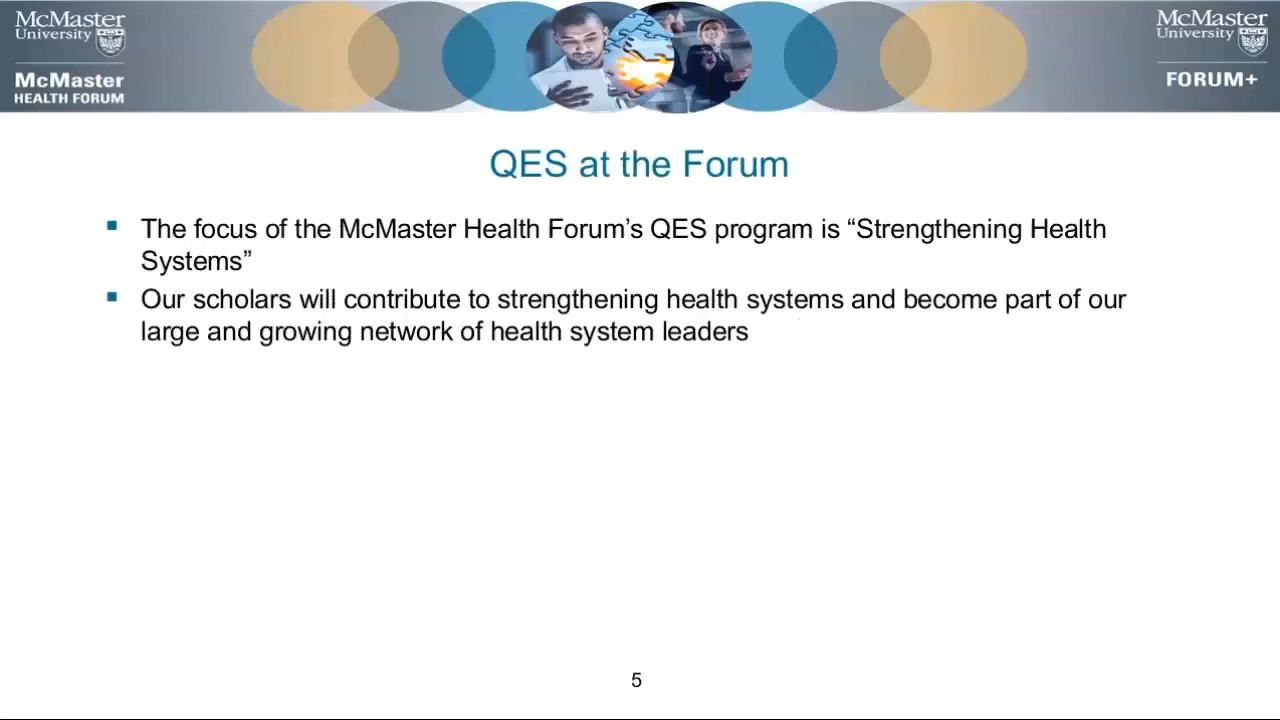 McMaster
University
McMaster
HEALTH FORUM
McMaster
University
FORUM+
QES at the Forum
▪ The focus of the McMaster Health Forum’s QES program is “Strengthening Health
Systems”
▪ Our scholars will contribute to strengthening health systems and become part of our
large and growing network of health system leaders
5